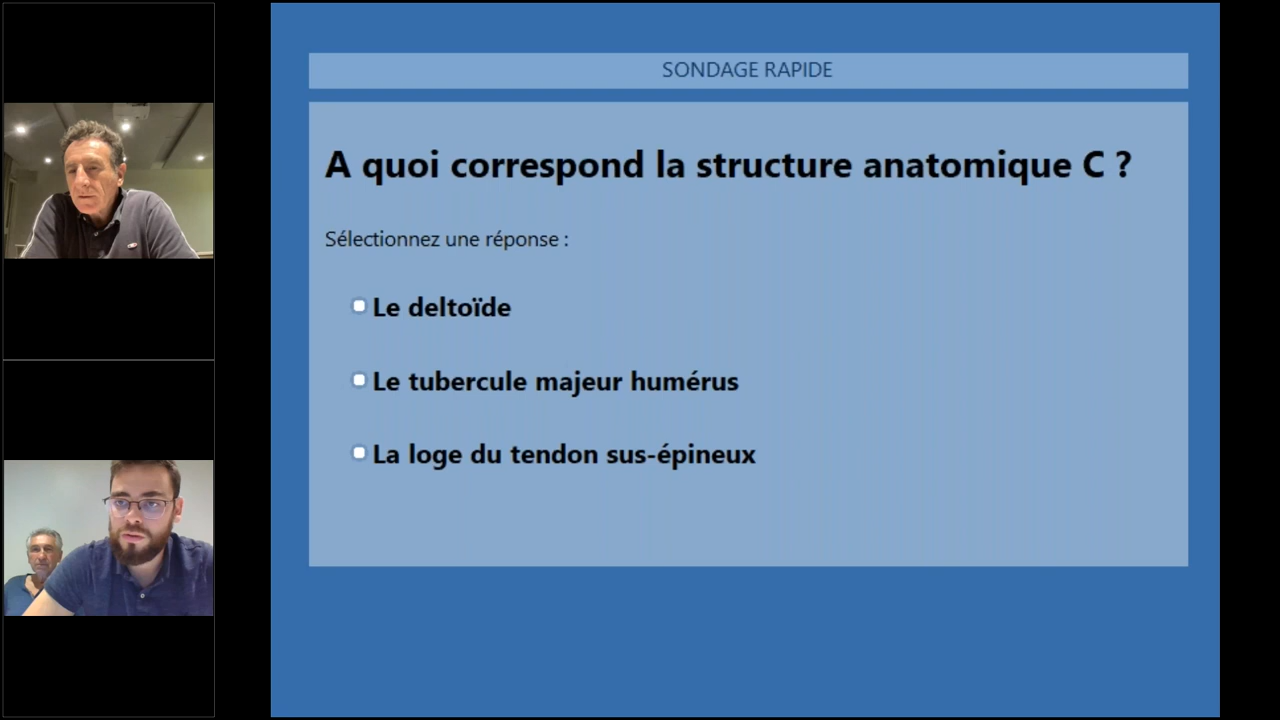 SONDAGE RAPIDE
A quoi correspond la structure anatomique C ?
Sélectionnez une réponse :
Le deltoïde
Le tubercule majeur humérus
La loge du tendon sus-épineux